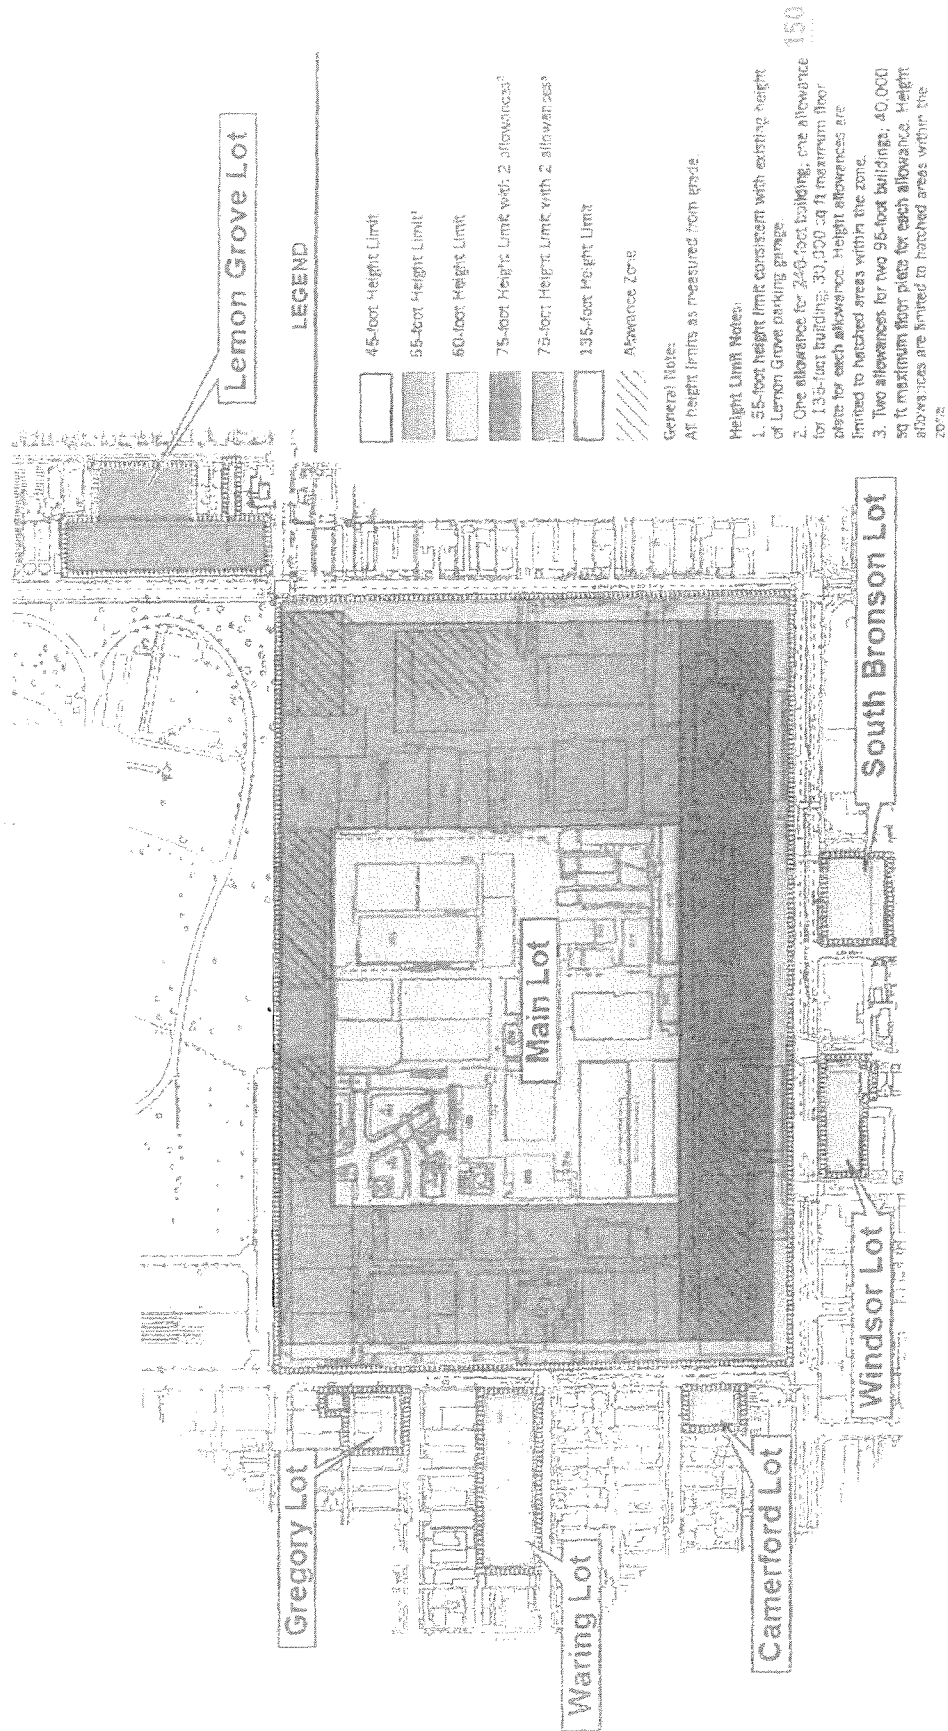 Lemon Grove Lot
LEGEND
45-foot Height Limit
55-foot Height Limit¹
60-foot Height Limit
75-foot Height Limit with 2 allowances²
75-foot Height Limit with 2 allowances³
135-foot Height Limit
Allowance Zone
General Note:
All height limits as measured from grade.
Height Limit Notes:
1. 55-foot height limit consistent with existing height
of Lemon Grove parking garage.
2. One allowance for 240-foot building; one allowance
for 135-foot building; 30,000 sq ft maximum floor
plate for each allowance. Height allowances are
limited to hatched areas within the zone.
3. Two allowances for two 95-foot buildings; 40,000
sq ft maximum floor plate for each allowance. Height
allowances are limited to hatched areas within the
zone
150
Main Lot
South Bronson Lot
Windsor Lot
Gregory Lot
Waring Lot
Camerford Lot